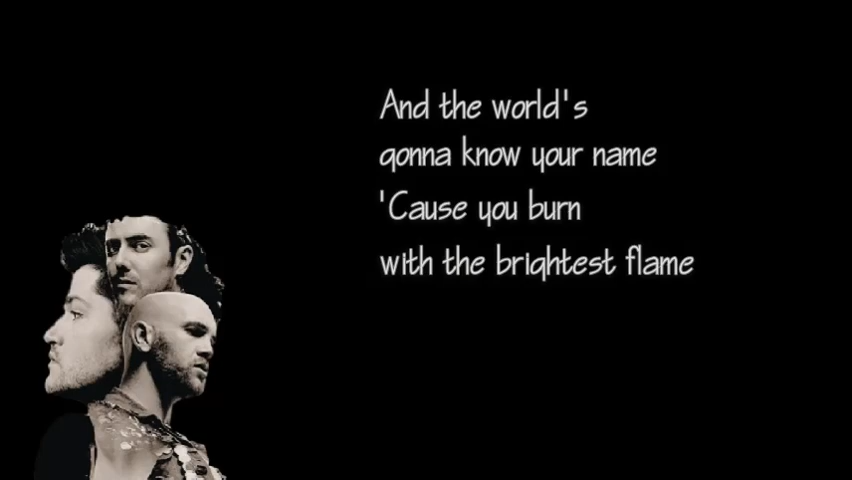 And the world's
gonna know your name
'Cause you burn
with the brightest flame